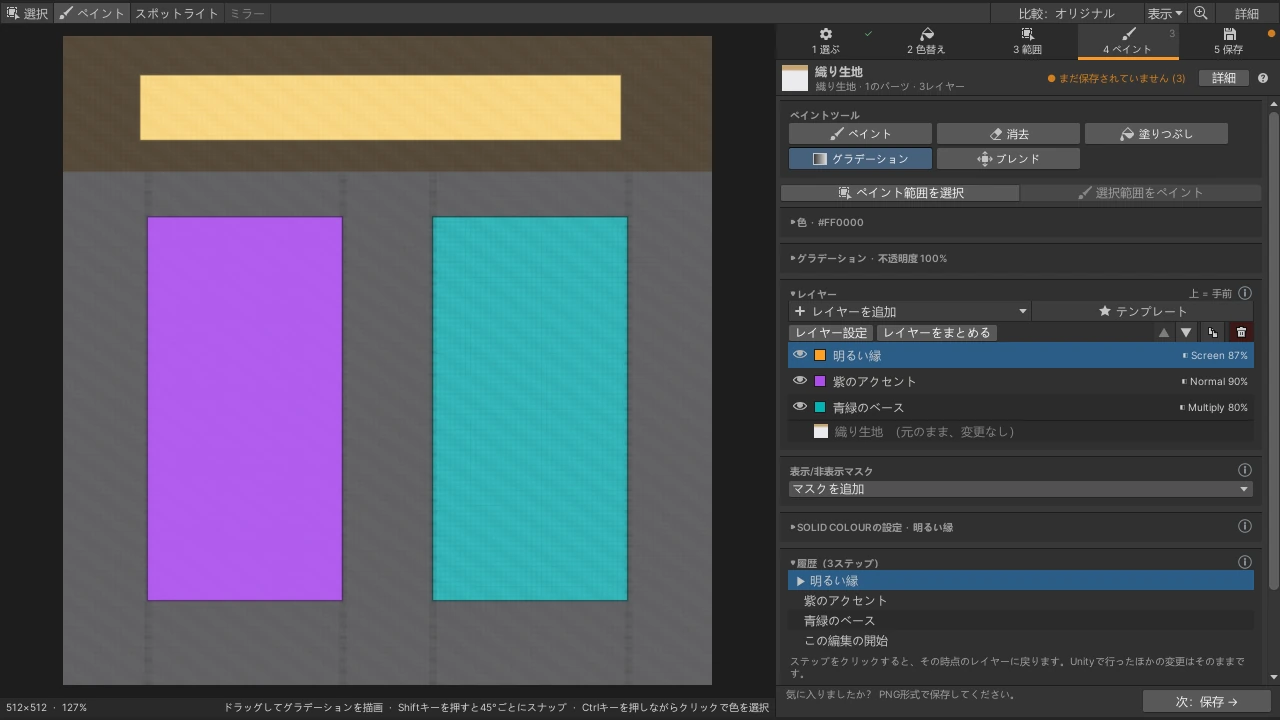 選択 ペイント スポットライト ミラー 比較: オリジナル 表示 詳細
1 選ぶ 2 色替え 3 範囲 3 4 ペイント 5 保存
織り生地
織り生地 · 1のパーツ · 3レイヤー
まだ保存されていません (3) 詳細
ペイントツール
ペイント 消去 塗りつぶし
グラデーション ブレンド
ペイント範囲を選択 選択範囲をペイント
色 · #FF0000
グラデーション · 不透明度100%
レイヤー 上 = 手前
レイヤーを追加 テンプレート
レイヤー設定 レイヤーをまとめる
明るい縁 Screen 87%
紫のアクセント Normal 90%
青緑のベース Multiply 80%
織り生地 (元のまま、変更なし)
表示/非表示マスク
マスクを追加
SOLID COLOURの設定 · 明るい縁
履歴 (3ステップ)
明るい縁
紫のアクセント
青緑のベース
この編集の開始
ステップをクリックすると、その時点のレイヤーに戻ります。Unityで行ったほかの変更はそのままで
す。
気に入りましたか? PNG形式で保存してください。
次: 保存 →
512×512 · 127% ドラッグしてグラデーションを描画 · Shiftキーを押すと45°ごとにスナップ · Ctrlキーを押しながらクリックで色を選択